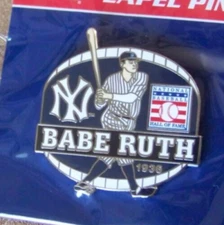 LAPEL PIN
NY
NATIONAL
BASEBALL
HALL OF FAME
BABE RUTH
1936